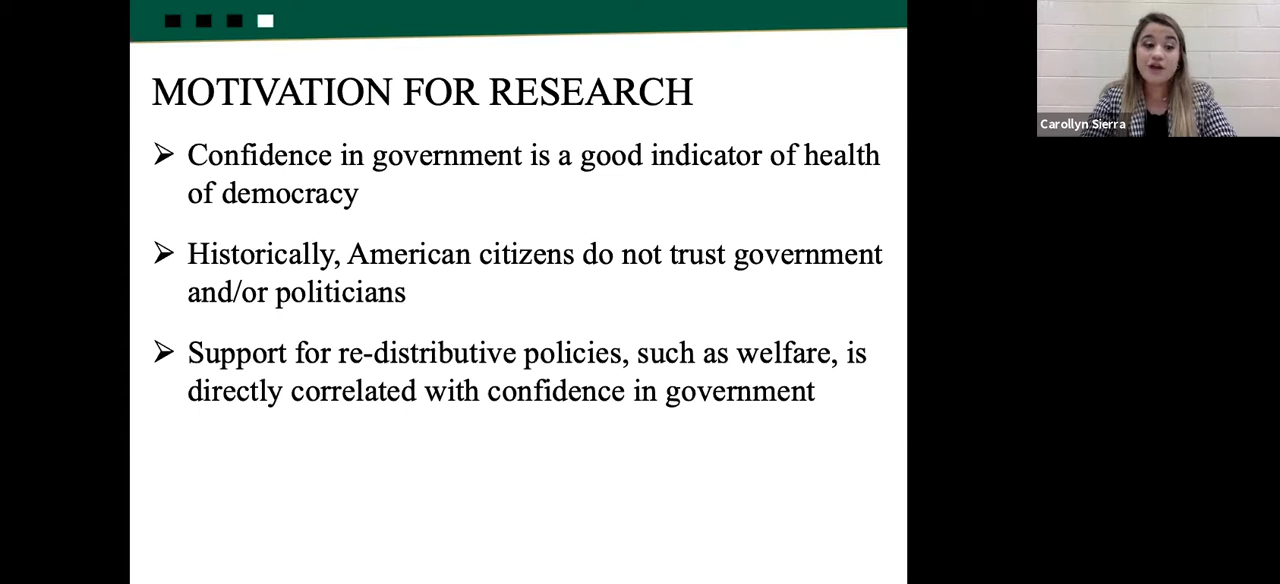 MOTIVATION FOR RESEARCH
Confidence in government is a good indicator of health
of democracy
Historically, American citizens do not trust government
and/or politicians
Support for re-distributive policies, such as welfare, is
directly correlated with confidence in government
Carollyn Sierra